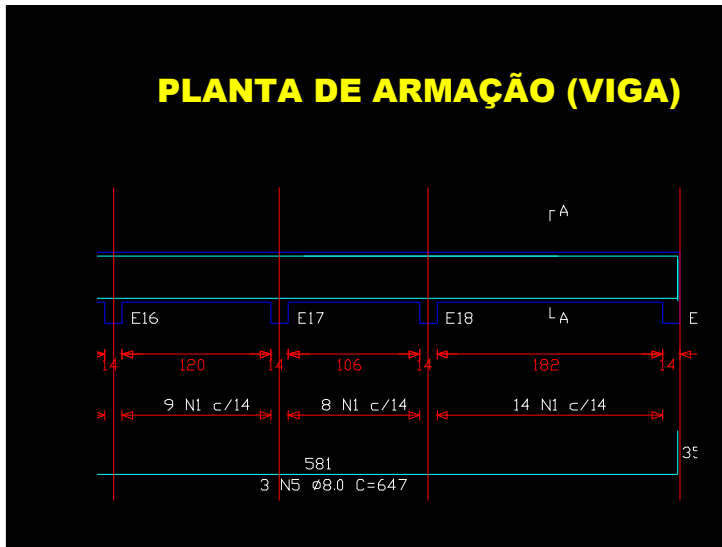 PLANTA DE ARMAÇÃO (VIGA)
A
E16 E17 E18 A E
14 120 14 106 14 182 14
9 N1 c/14 8 N1 c/14 14 N1 c/14
35
581
3 N5 Ø8.0 C=647